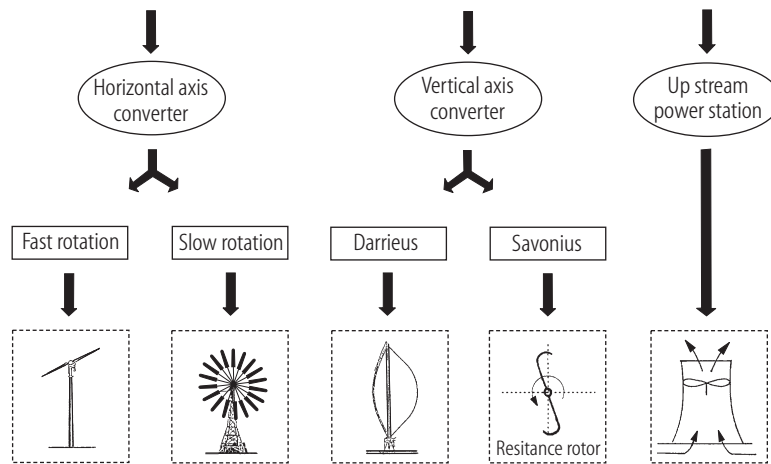 Horizontal axis
converter
Vertical axis
converter
Up stream
power station
Fast rotation
Slow rotation
Darrieus
Savonius
Resitance rotor